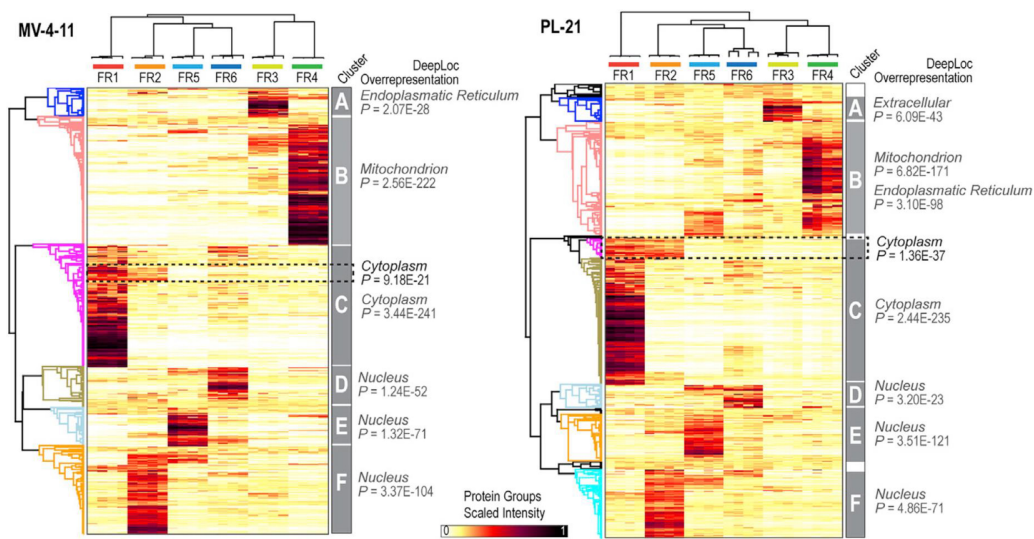 MV-4-11
FR1 FR2 FR5 FR6 FR3 FR4
Cluster
DeepLoc
Overrepresentation
A
Endoplasmatic Reticulum
P = 2.07E-28
B
Mitochondrion
P = 2.56E-222
Cytoplasm
P = 9.18E-21
C
Cytoplasm
P = 3.44E-241
D
Nucleus
P = 1.24E-52
E
Nucleus
P = 1.32E-71
F
Nucleus
P = 3.37E-104
Protein Groups
Scaled Intensity
0 1
PL-21
FR1 FR2 FR5 FR6 FR3 FR4
Cluster
DeepLoc
Overrepresentation
A
Extracellular
P = 6.09E-43
B
Mitochondrion
P = 6.82E-171
Endoplasmatic Reticulum
P = 3.10E-98
Cytoplasm
P = 1.36E-37
C
Cytoplasm
P = 2.44E-235
D
Nucleus
P = 3.20E-23
E
Nucleus
P = 3.51E-121
F
Nucleus
P = 4.86E-71